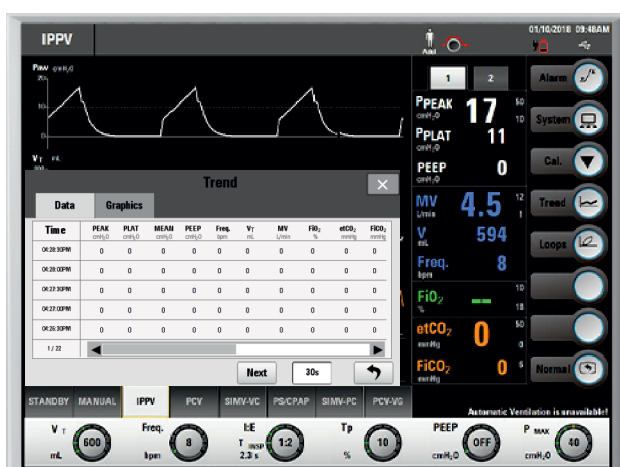 IPPV
Adul
01/10/2018 09:48AM
Paw cmH₂O
20
10
0
VT mL
Trend
Data Graphics
Time PEAK PLAT MEAN PEEP Freq. VT MV FiO₂ etCO₂ FiCO₂
cmH₂O cmH₂O cmH₂O cmH₂O bpm mL L/min % mmHg mmHg
04:28:30PM 0 0 0 0 0 0 0 0 0 0
04:28:00PM 0 0 0 0 0 0 0 0 0 0
04:27:30PM 0 0 0 0 0 0 0 0 0 0
04:27:00PM 0 0 0 0 0 0 0 0 0 0
04:26:30PM 0 0 0 0 0 0 0 0 0 0
1 / 22
Next 30s
1 2
PPEAK 17 50
cmH₂O 10
PPLAT 11
cmH₂O
PEEP 0
cmH₂O
MV 4.5 12
L/min 1
V 594
mL
Freq. 8
bpm
FiO₂ -- 10
% 18
etCO₂ 0 50
mmHg 0
FiCO₂ 0 5
mmHg
Alarm
System
Cal.
Trend
Loops
Normal
STANDBY MANUAL IPPV PCV SIMV-VC PS/CPAP SIMV-PC PCV-VG
Automatic Ventilation is unavailable!
VT 600 mL
Freq. 8 bpm
I:E 1:2 T INSP 2.3 s
Tp 10 %
PEEP OFF cmH₂O
P MAX 40 cmH₂O